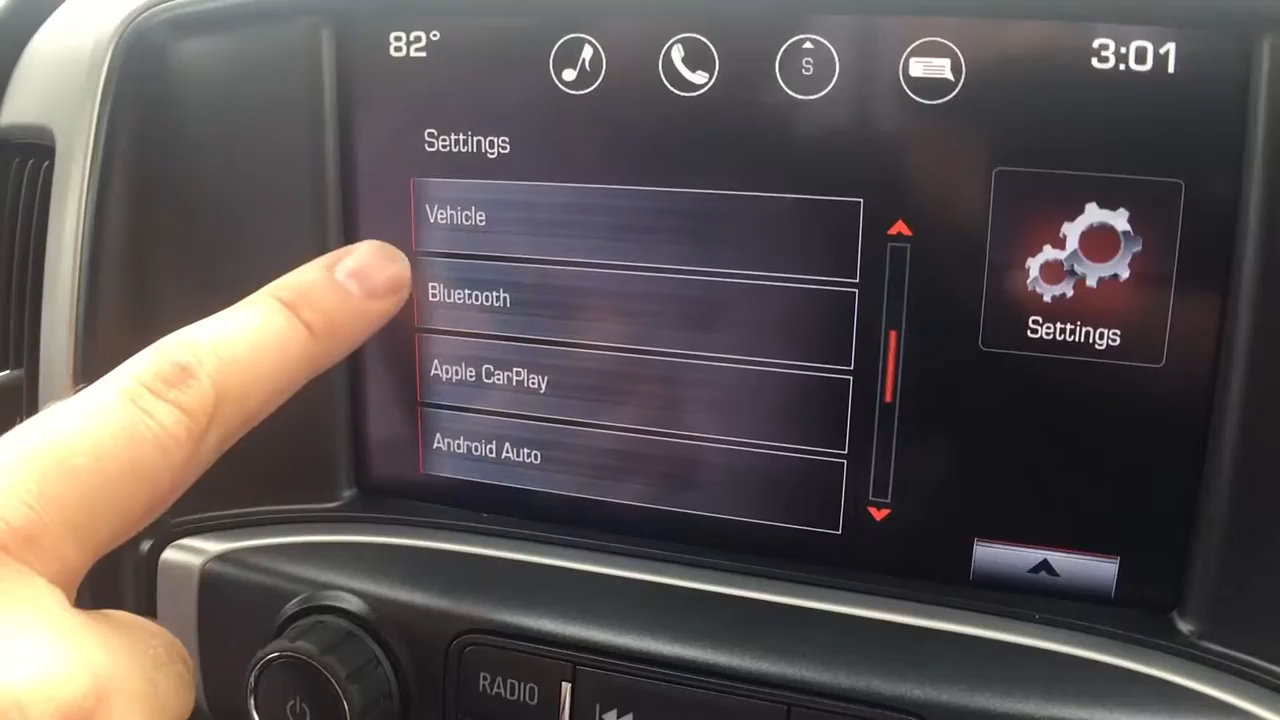 82°
S
3:01
Settings
Vehicle
Bluetooth
Apple CarPlay
Android Auto
Settings
RADIO